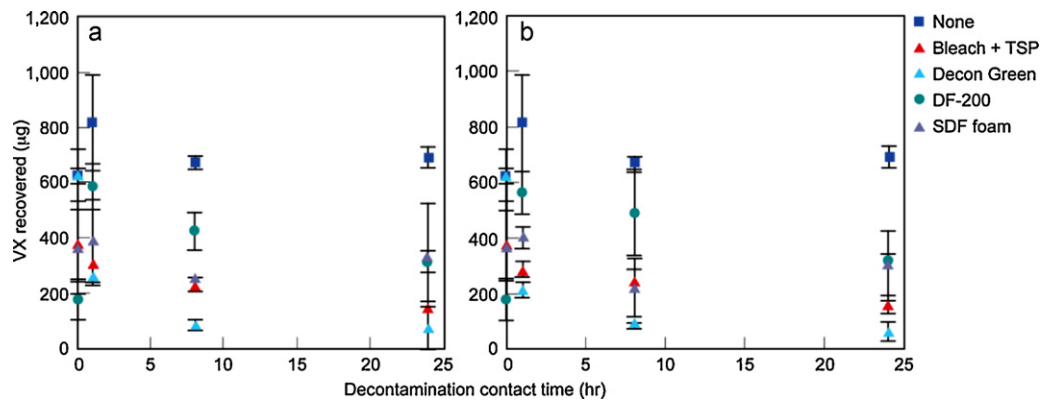 a
b
1,200
1,000
800
600
400
200
0
VX recovered (µg)
0 5 10 15 20 25
1,200
1,000
800
600
400
200
0
0 5 10 15 20 25
Decontamination contact time (hr)
None
Bleach + TSP
Decon Green
DF-200
SDF foam